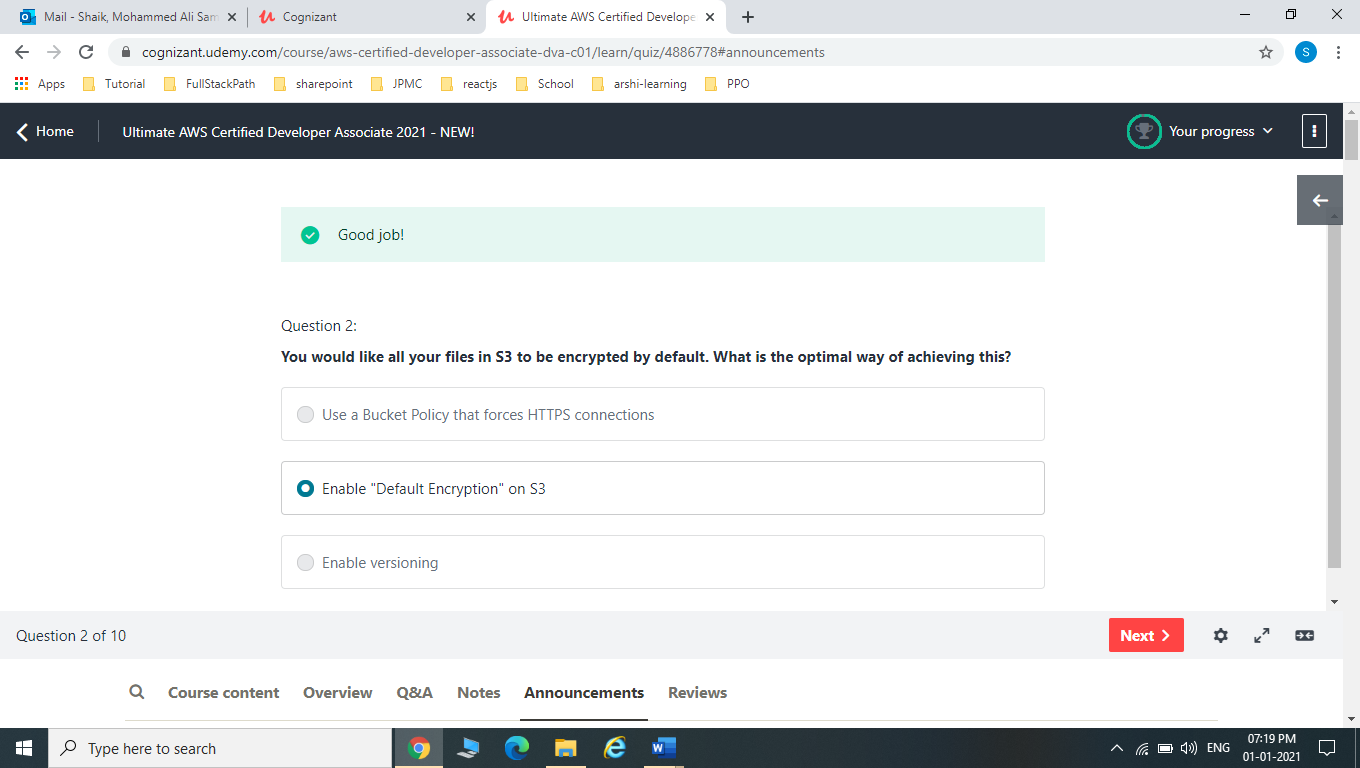 Mail - Shaik, Mohammed Ali Sam
Cognizant
Ultimate AWS Certified Develope
cognizant.udemy.com/course/aws-certified-developer-associate-dva-c01/learn/quiz/4886778#announcements
S
Apps Tutorial FullStackPath sharepoint JPMC reactjs School arshi-learning PPO
Home Ultimate AWS Certified Developer Associate 2021 - NEW! Your progress
Good job!
Question 2:
You would like all your files in S3 to be encrypted by default. What is the optimal way of achieving this?
Use a Bucket Policy that forces HTTPS connections
Enable "Default Encryption" on S3
Enable versioning
Question 2 of 10 Next
Course content Overview Q&A Notes Announcements Reviews
Type here to search
ENG
07:19 PM
01-01-2021